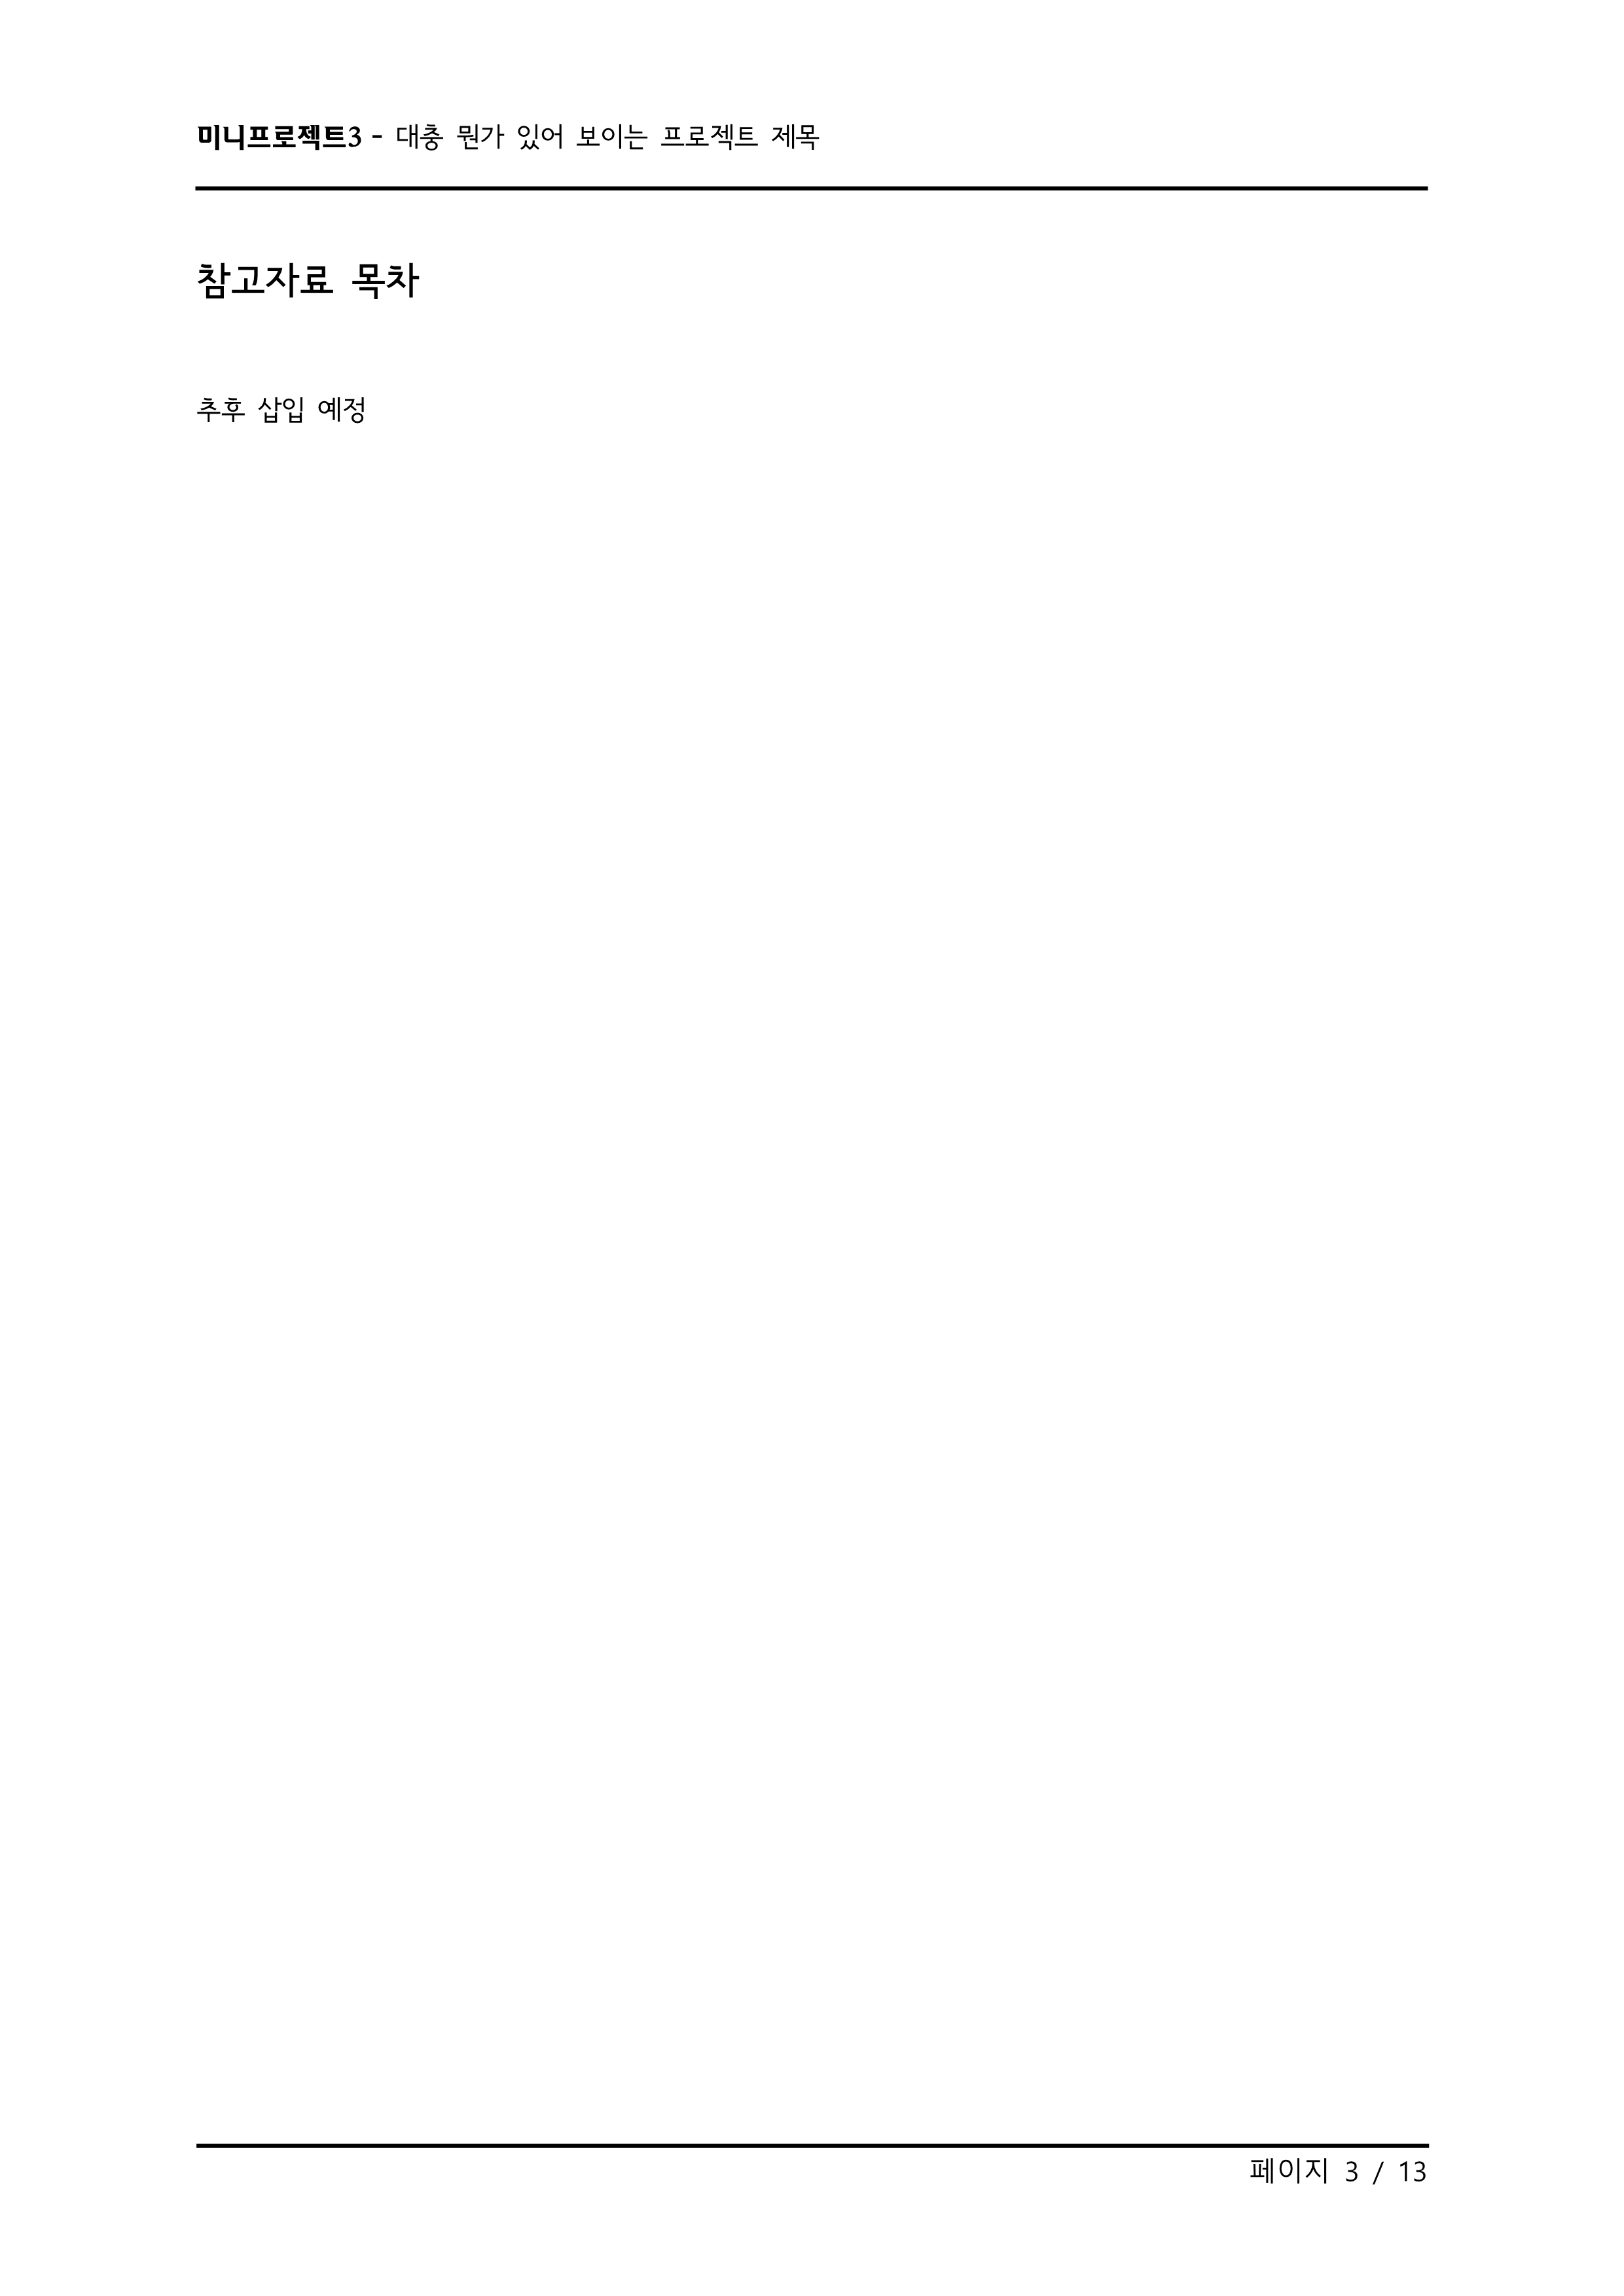 미니프로젝트3 - 대충 뭔가 있어 보이는 프로젝트 제목
참고자료 목차
추후 삽입 예정
페이지 3 / 13